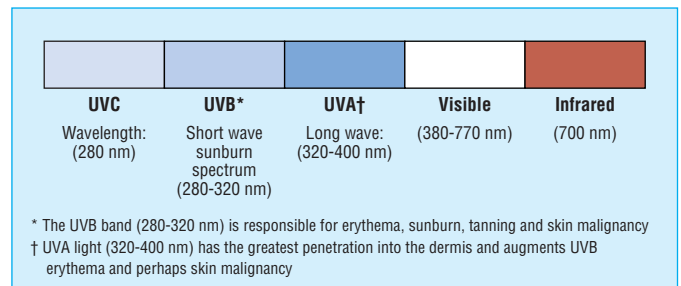 UVC UVB* UVA† Visible Infrared
Wavelength: Short wave Long wave: (380-770 nm) (700 nm)
(280 nm) sunburn (320-400 nm)
spectrum
(280-320 nm)
* The UVB band (280-320 nm) is responsible for erythema, sunburn, tanning and skin malignancy
† UVA light (320-400 nm) has the greatest penetration into the dermis and augments UVB
erythema and perhaps skin malignancy